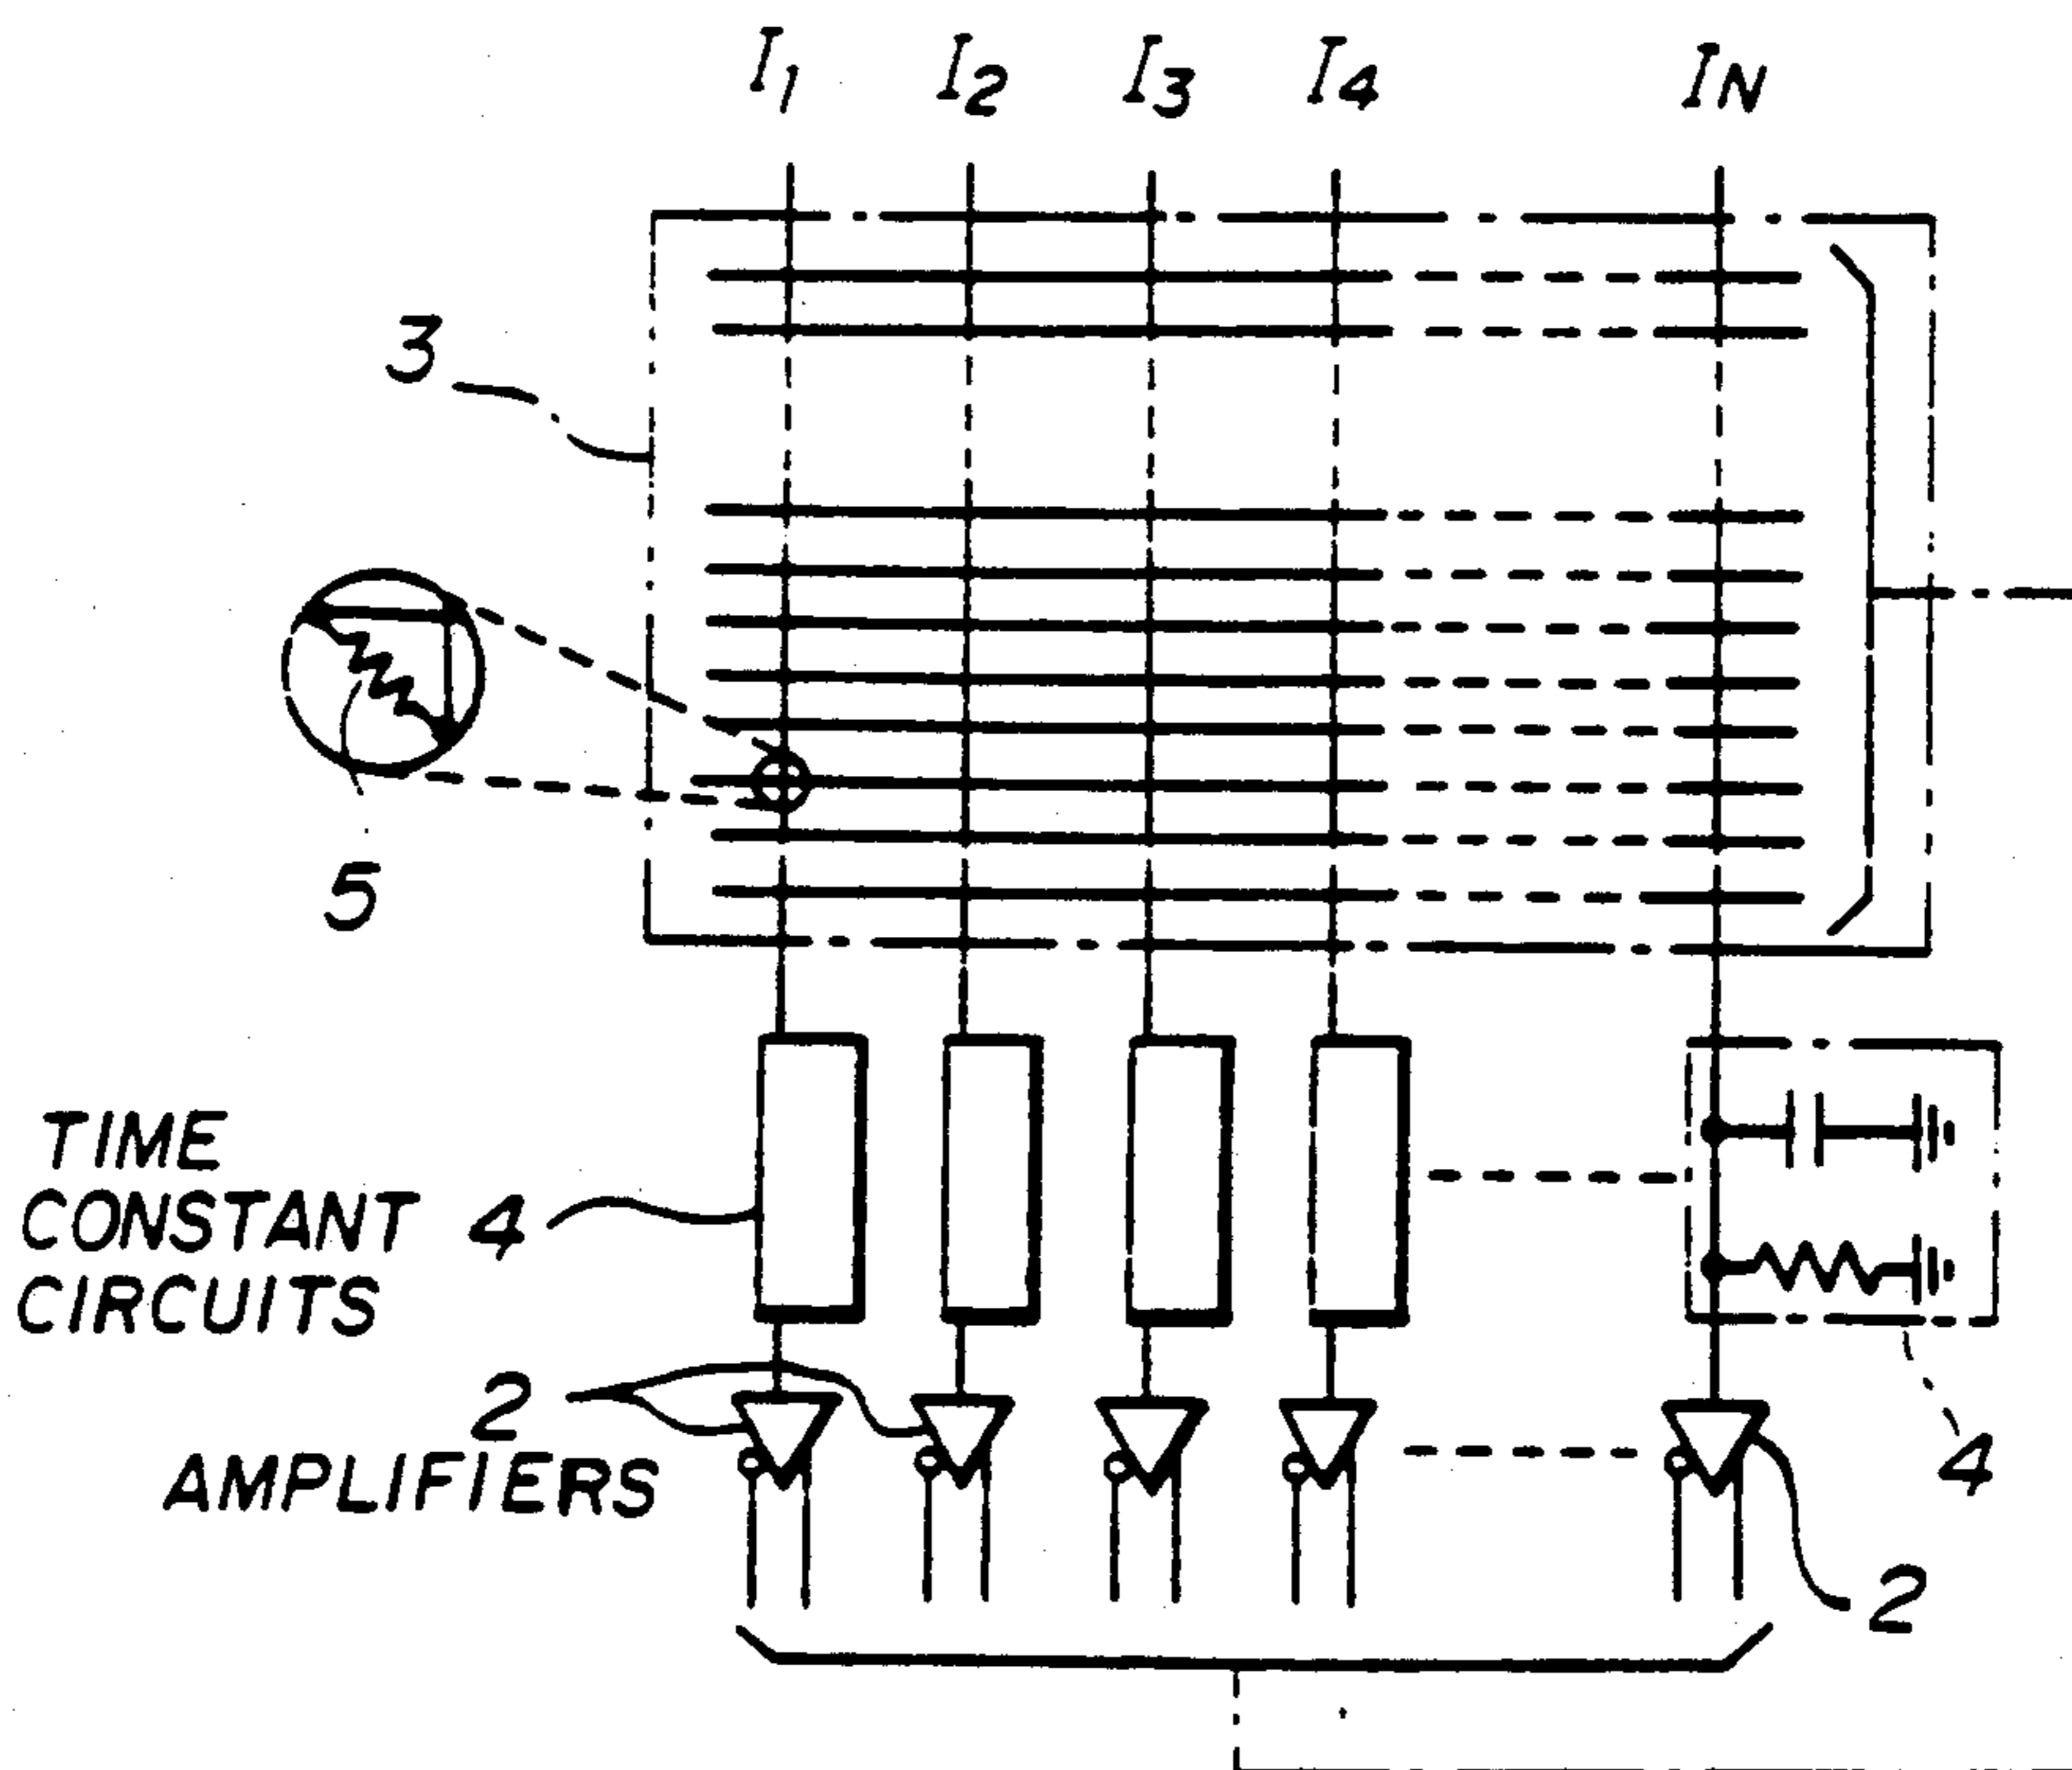 I1 I2 I3 I4 IN
3
5
TIME
CONSTANT 4
CIRCUITS
2
AMPLIFIERS
4
2